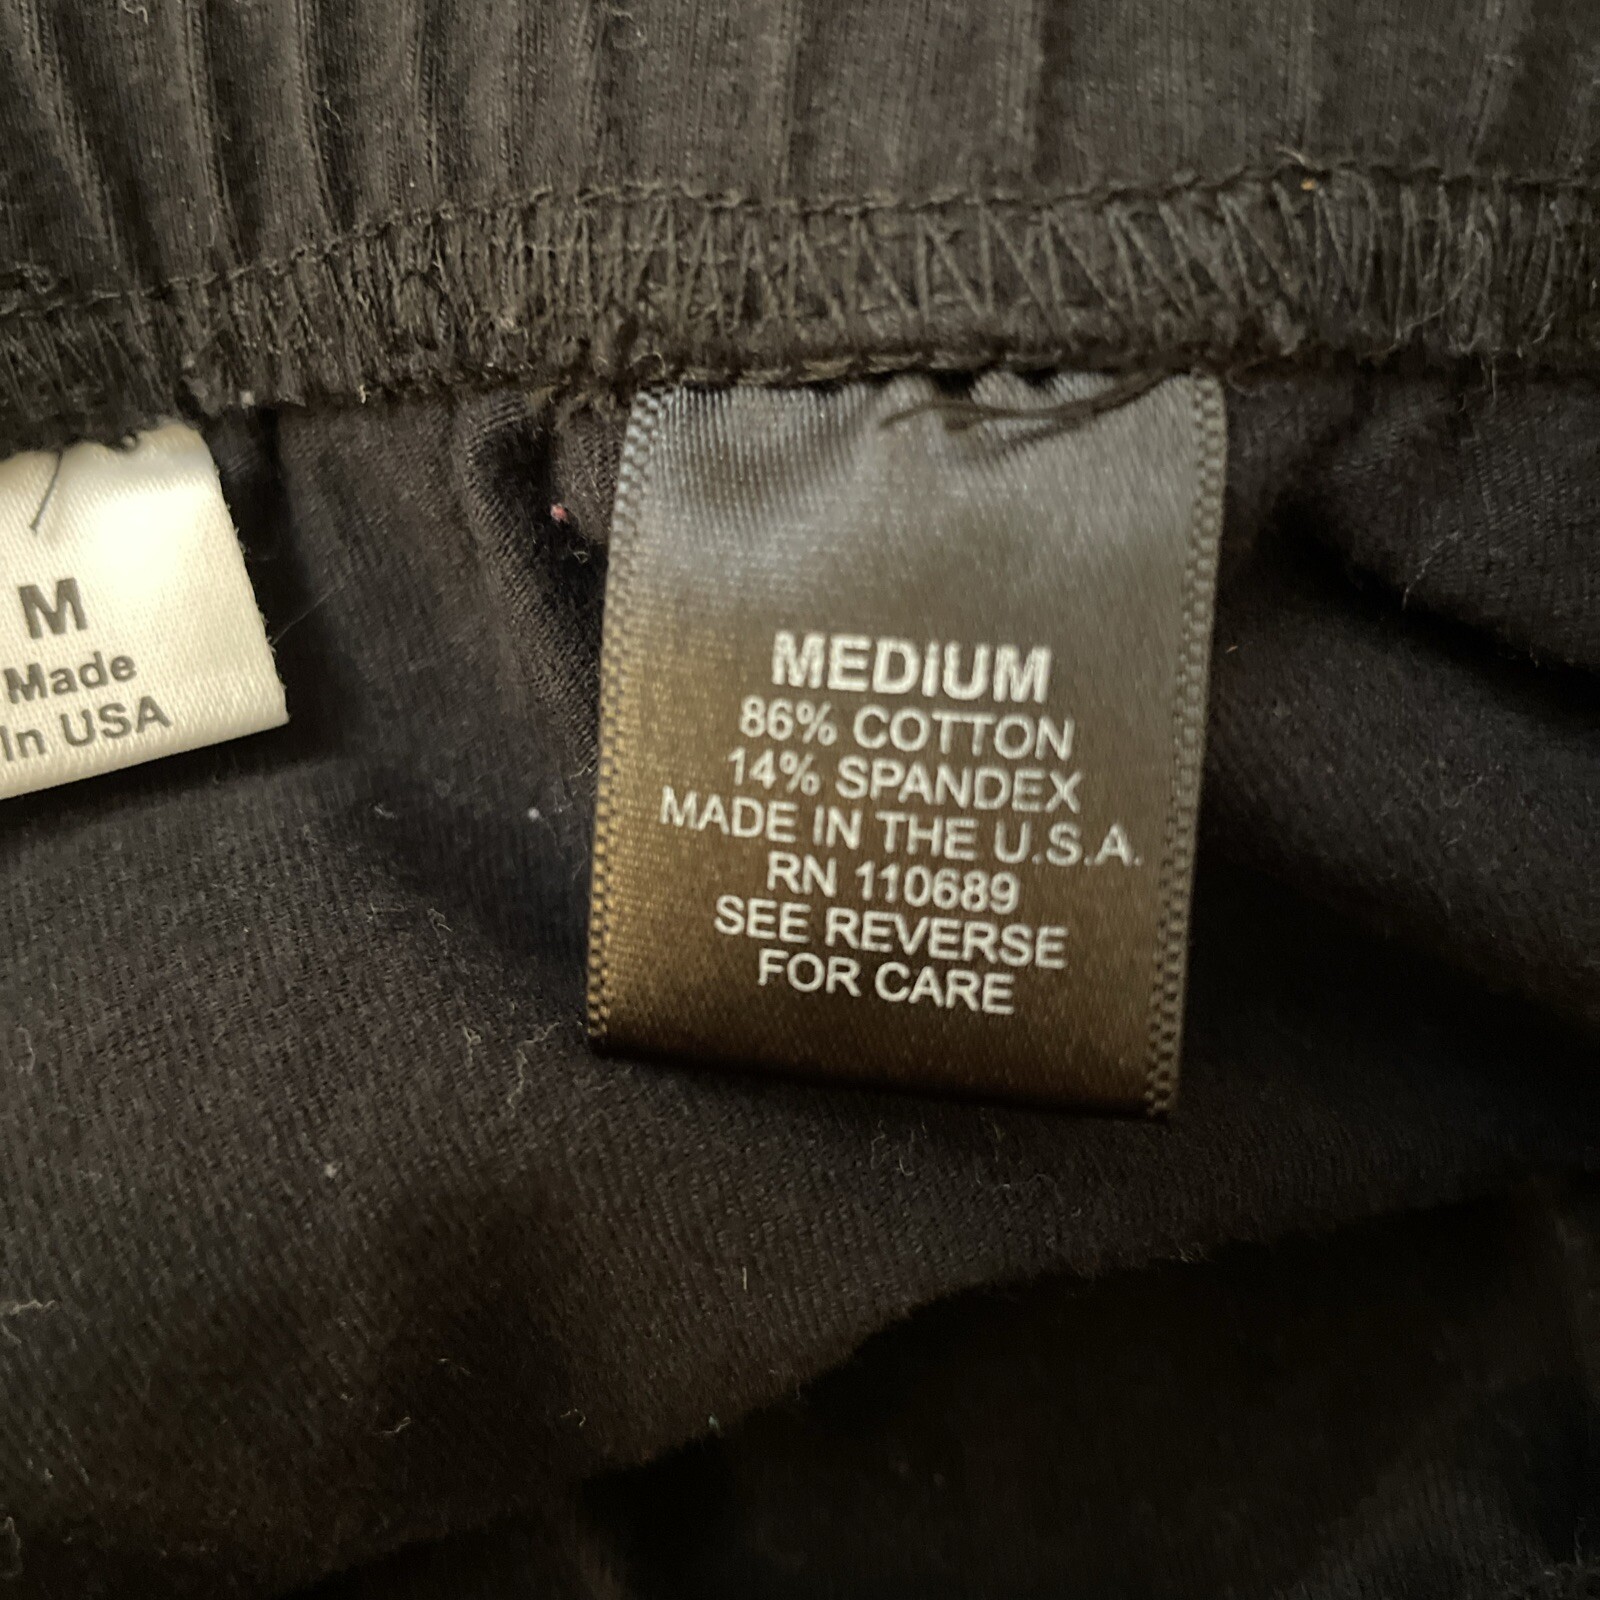 M
Made
In USA
MEDIUM
86% COTTON
14% SPANDEX
MADE IN THE U.S.A.
RN 110689
SEE REVERSE
FOR CARE